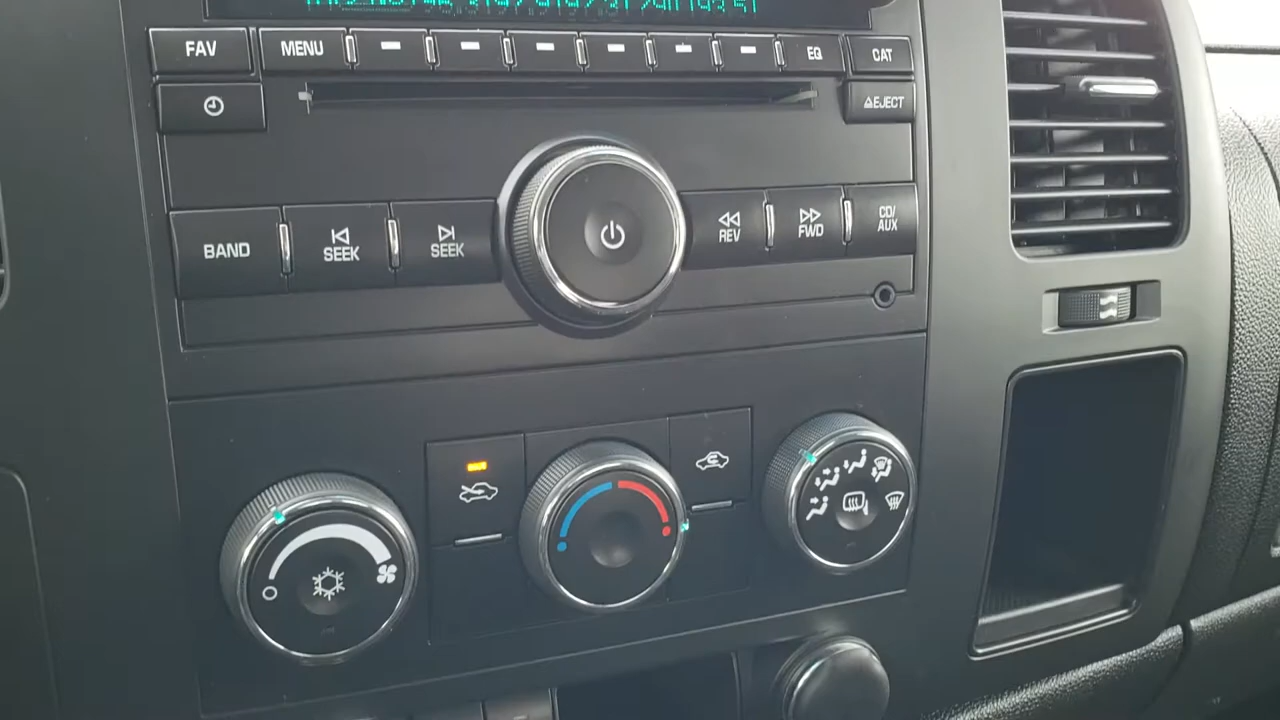 FAV
MENU
EQ
CAT
EJECT
BAND
SEEK
SEEK
REV
FWD
CD/
AUX